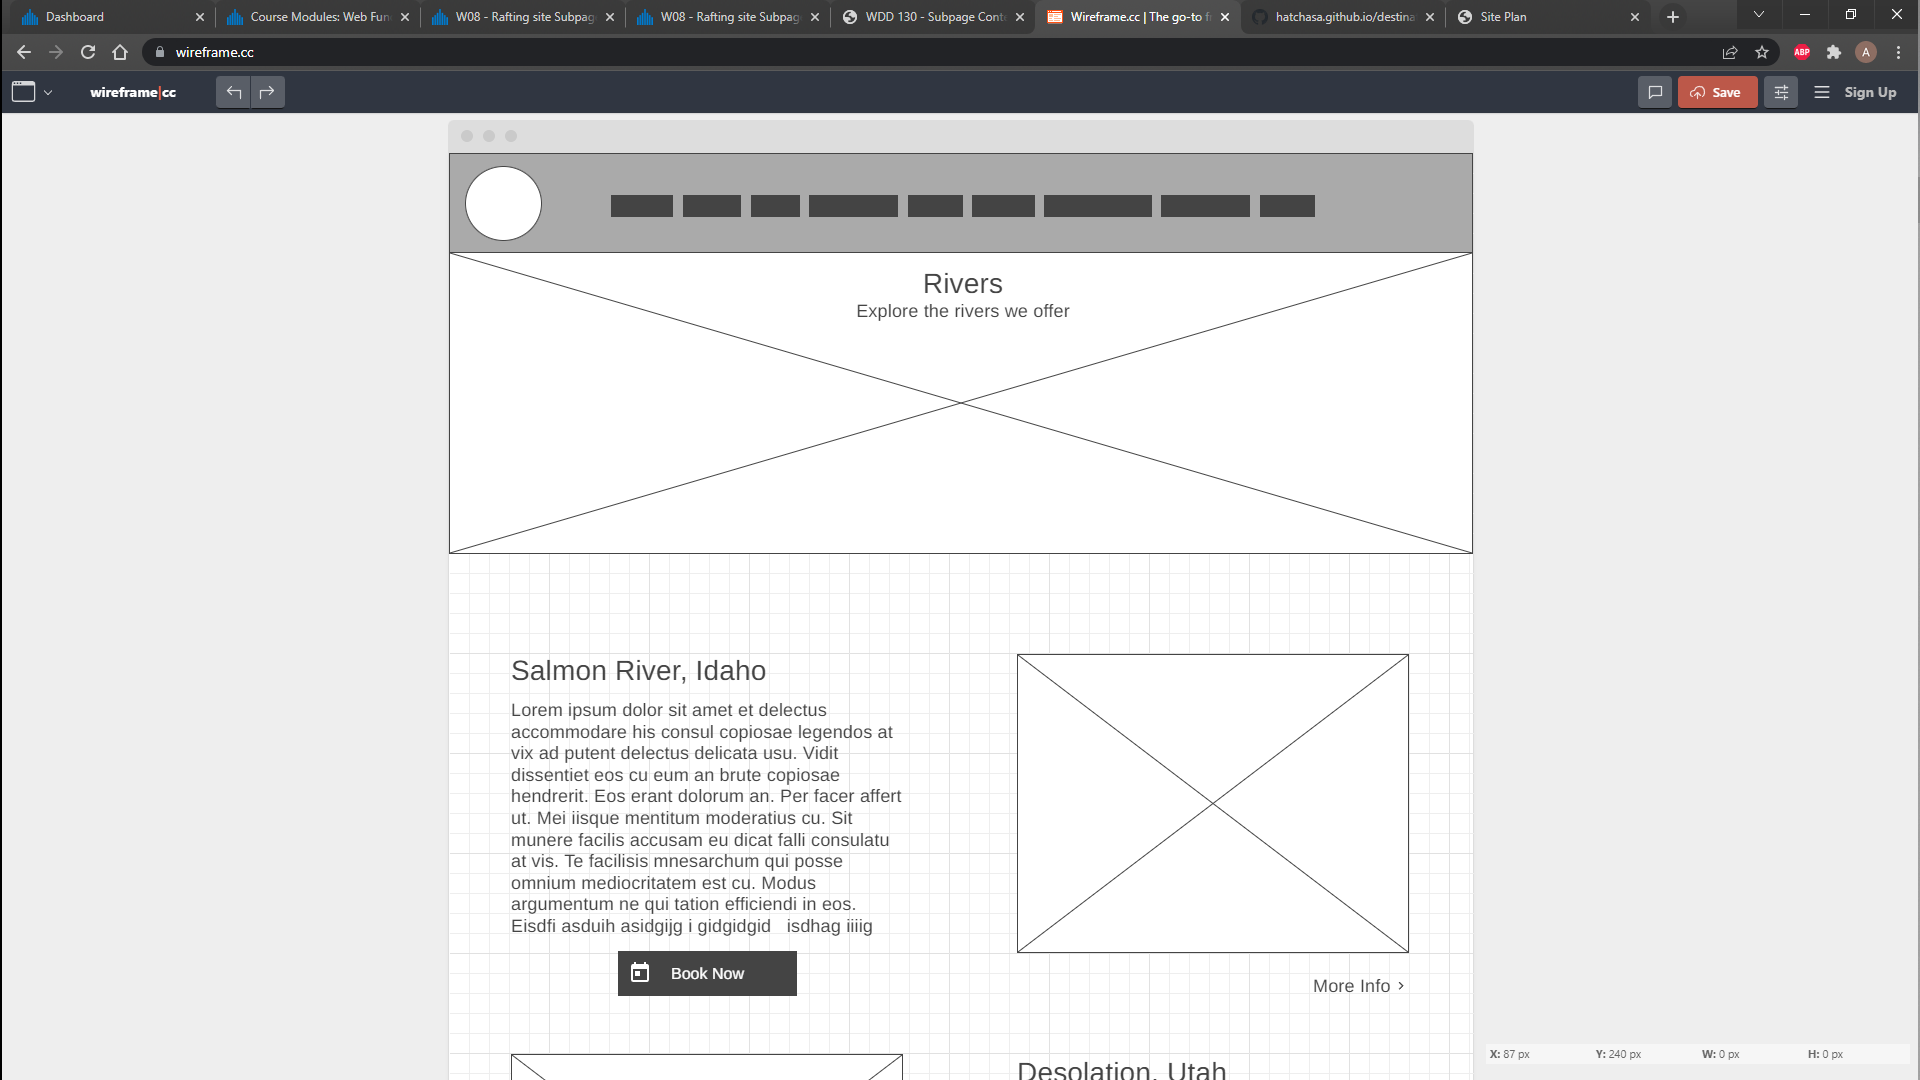 Dashboard
Course Modules: Web Fun
W08 - Rafting site Subpag
W08 - Rafting site Subpag
WDD 130 - Subpage Conte
Wireframe.cc | The go-to f
hatchasa.github.io/destina
Site Plan
wireframe.cc
ABP
A
wireframe|cc
Save
Sign Up
Rivers
Explore the rivers we offer
Salmon River, Idaho
Lorem ipsum dolor sit amet et delectus
accommodare his consul copiosae legendos at
vix ad putent delectus delicata usu. Vidit
dissentiet eos cu eum an brute copiosae
hendrerit. Eos erant dolorum an. Per facer affert
ut. Mei iisque mentitum moderatius cu. Sit
munere facilis accusam eu dicat falli consulatu
at vis. Te facilisis mnesarchum qui posse
omnium mediocritatem est cu. Modus
argumentum ne qui tation efficiendi in eos.
Eisdfi asduih asidgijg i gidgidgid   isdhag iiiig
Book Now
More Info
Desolation, Utah
X: 87 px Y: 240 px W: 0 px H: 0 px